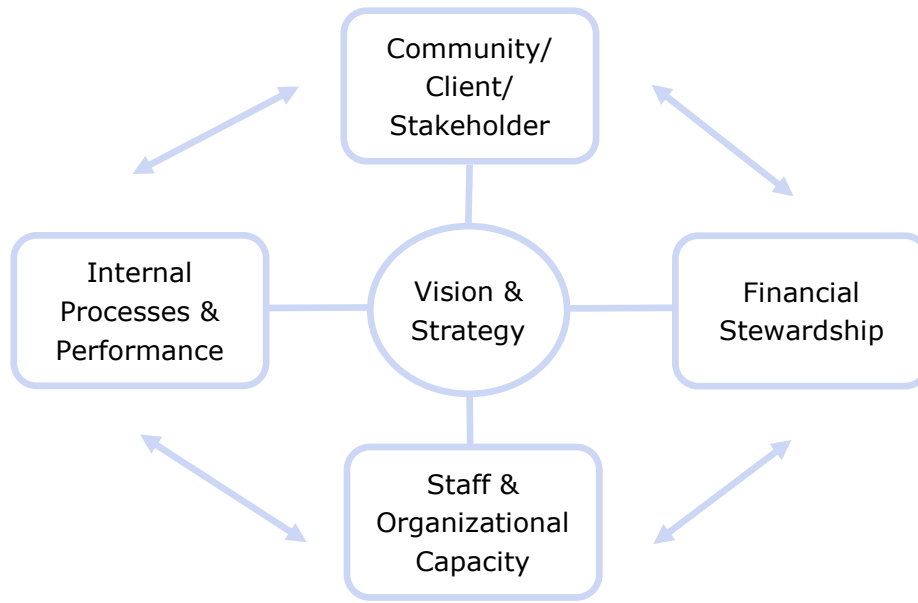 Community/
Client/
Stakeholder
Internal
Processes &
Performance
Vision &
Strategy
Financial
Stewardship
Staff &
Organizational
Capacity